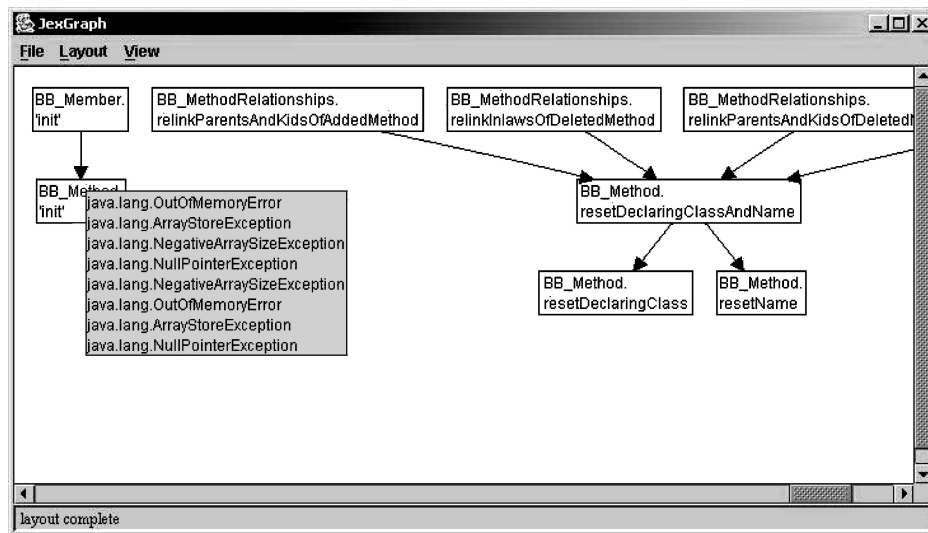 JexGraph
File Layout View
BB_Member.
'init'
BB_MethodRelationships.
relinkParentsAndKidsOfAddedMethod
BB_MethodRelationships.
relinkInlawsOfDeletedMethod
BB_MethodRelationships.
relinkParentsAndKidsOfDeletedM
BB_Method.
'init'
java.lang.OutOfMemoryError
java.lang.ArrayStoreException
java.lang.NegativeArraySizeException
java.lang.NullPointerException
java.lang.NegativeArraySizeException
java.lang.OutOfMemoryError
java.lang.ArrayStoreException
java.lang.NullPointerException
BB_Method.
resetDeclaringClassAndName
BB_Method.
resetDeclaringClass
BB_Method.
resetName
layout complete